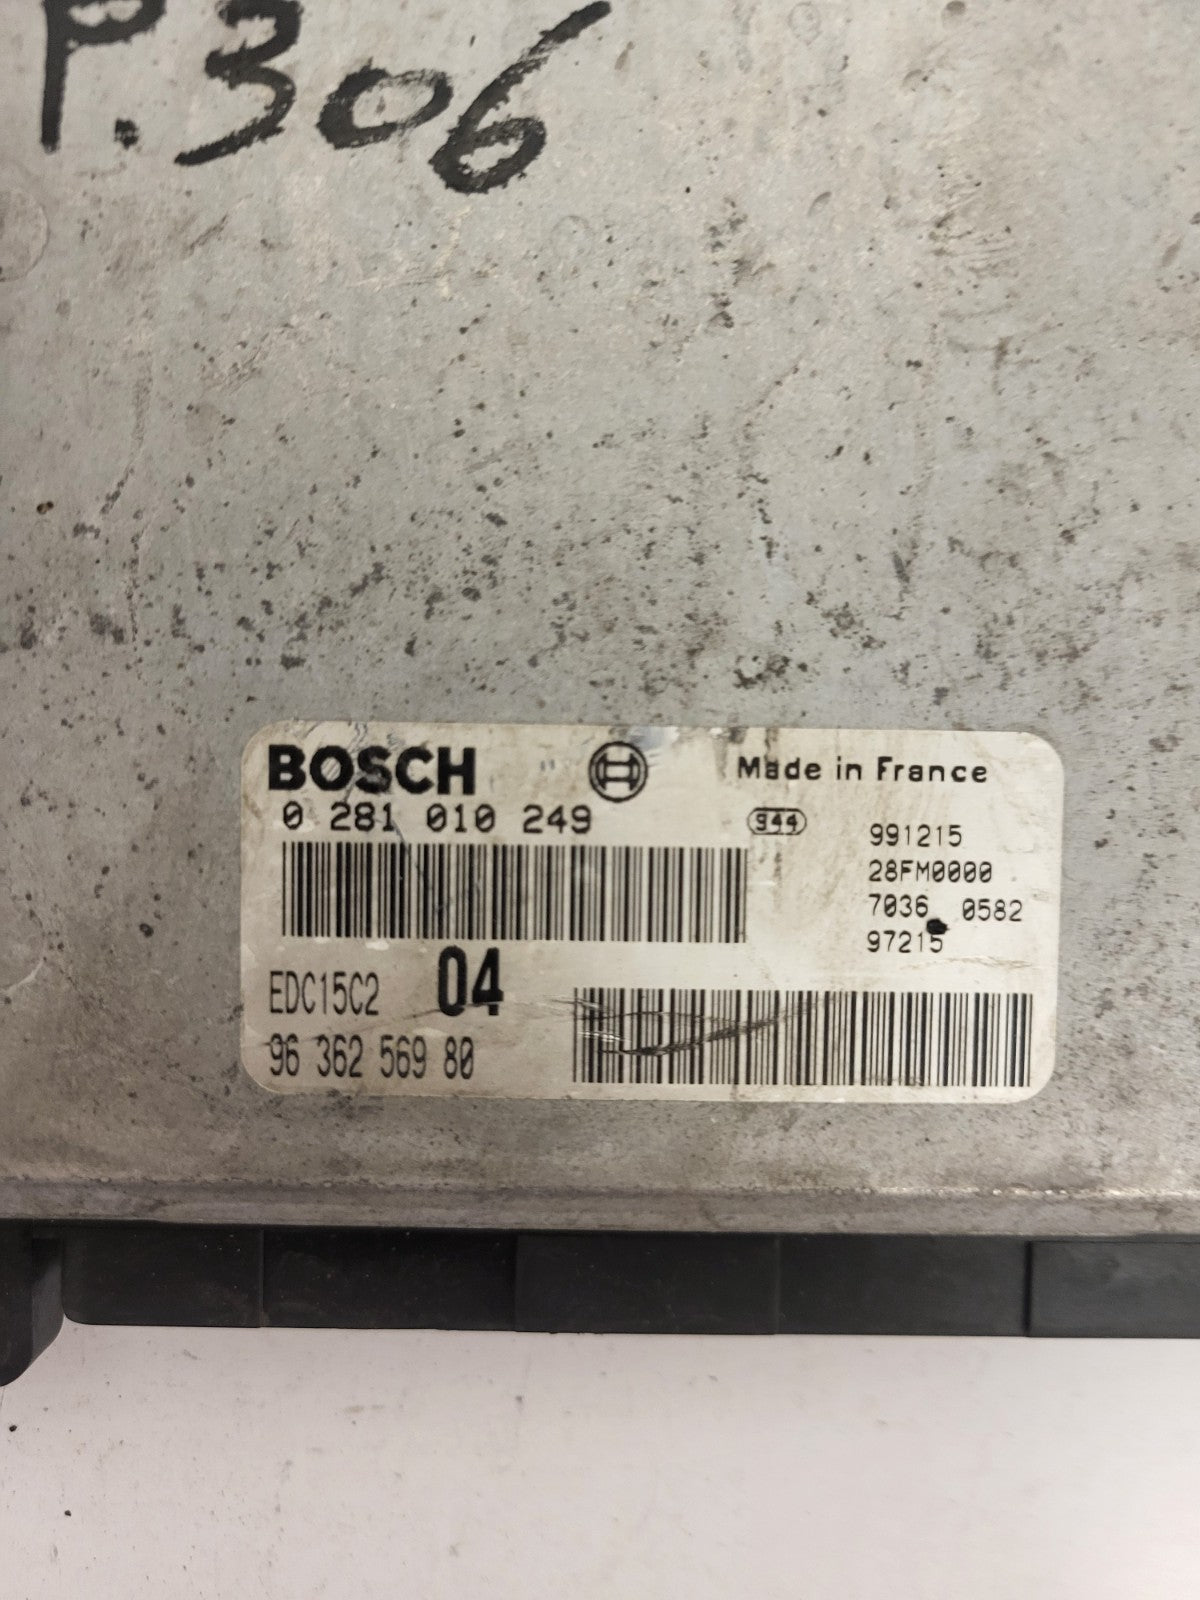 P.306
BOSCH
Made in France
0 281 010 249
944
991215
28FM0000
7036 0582
97215
EDC15C2 04
96 362 569 80